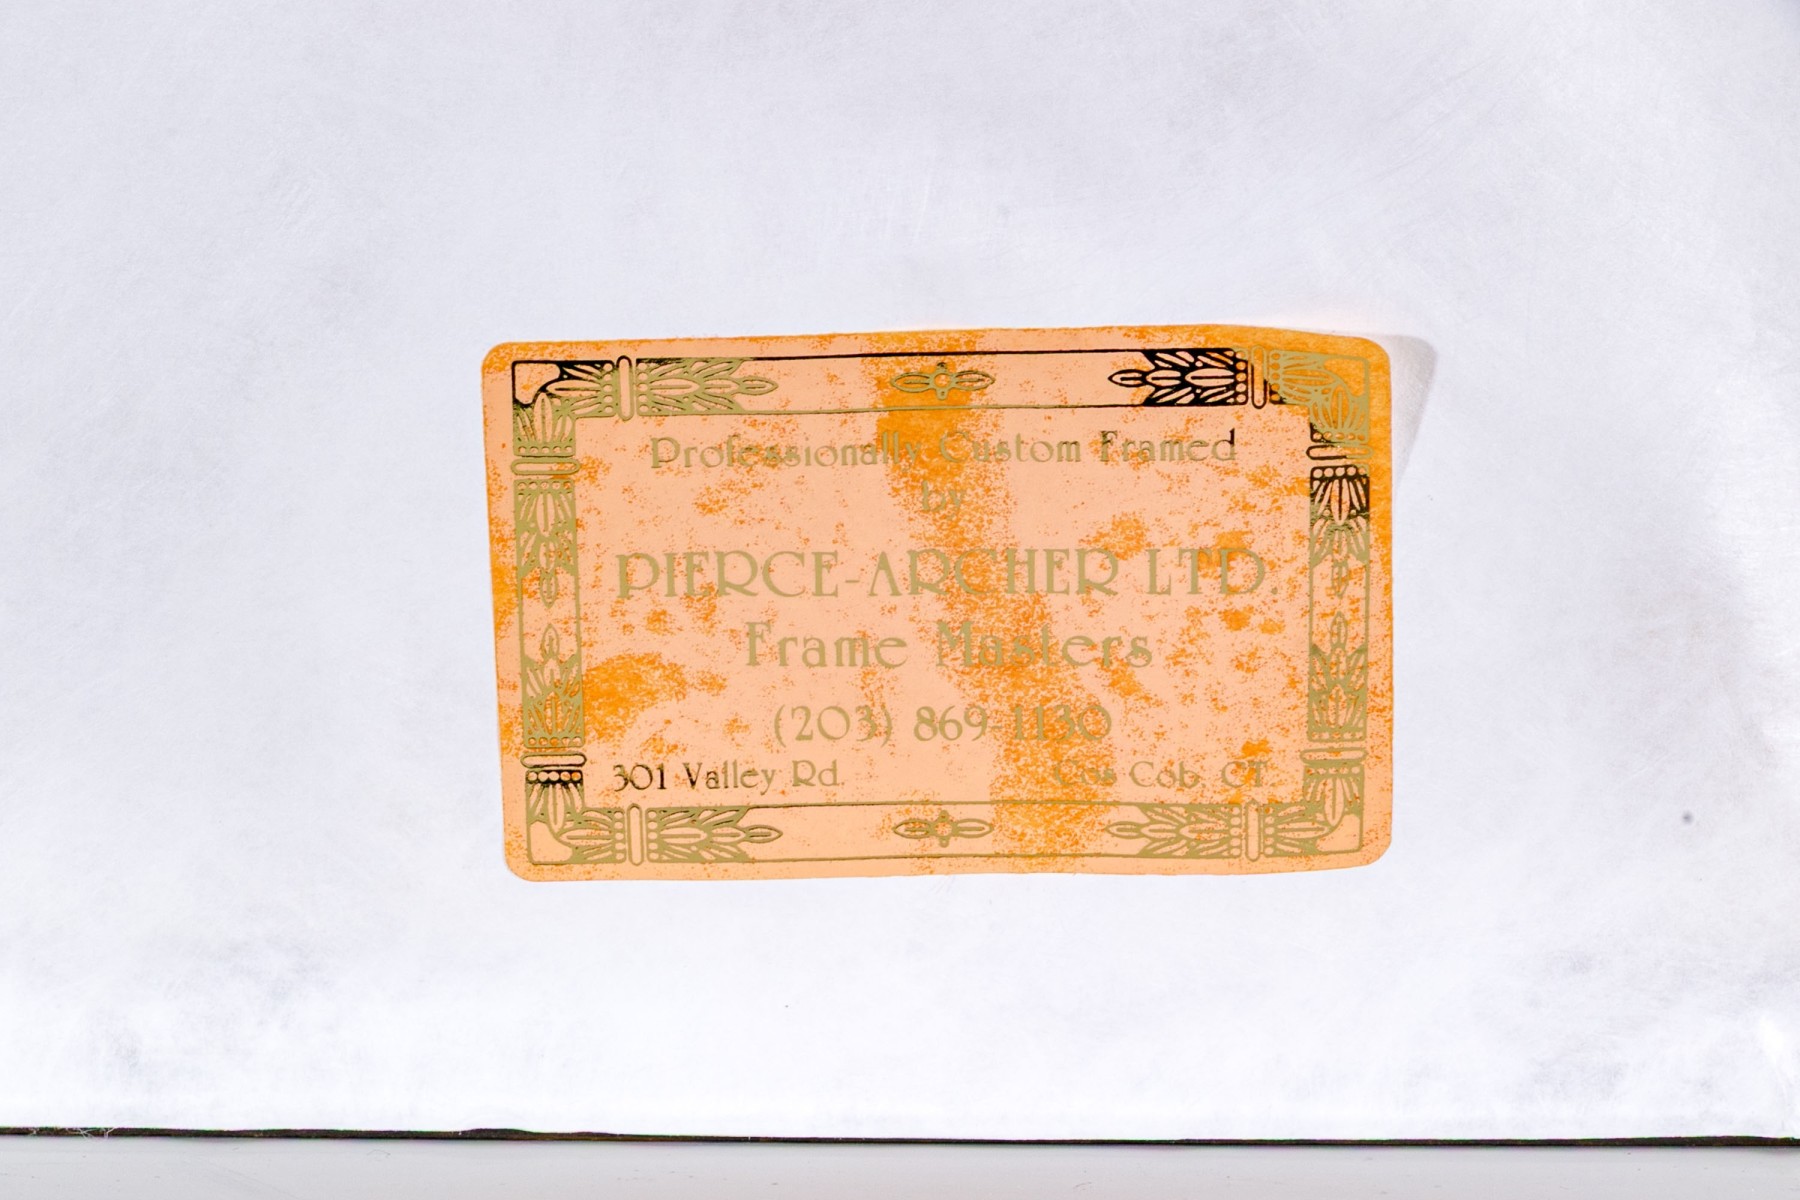 Professionally Custom Framed
by
PIERCE-ARCHER LTD.
Frame Masters
(203) 869-1130
301 Valley Rd. Cos Cob, CT